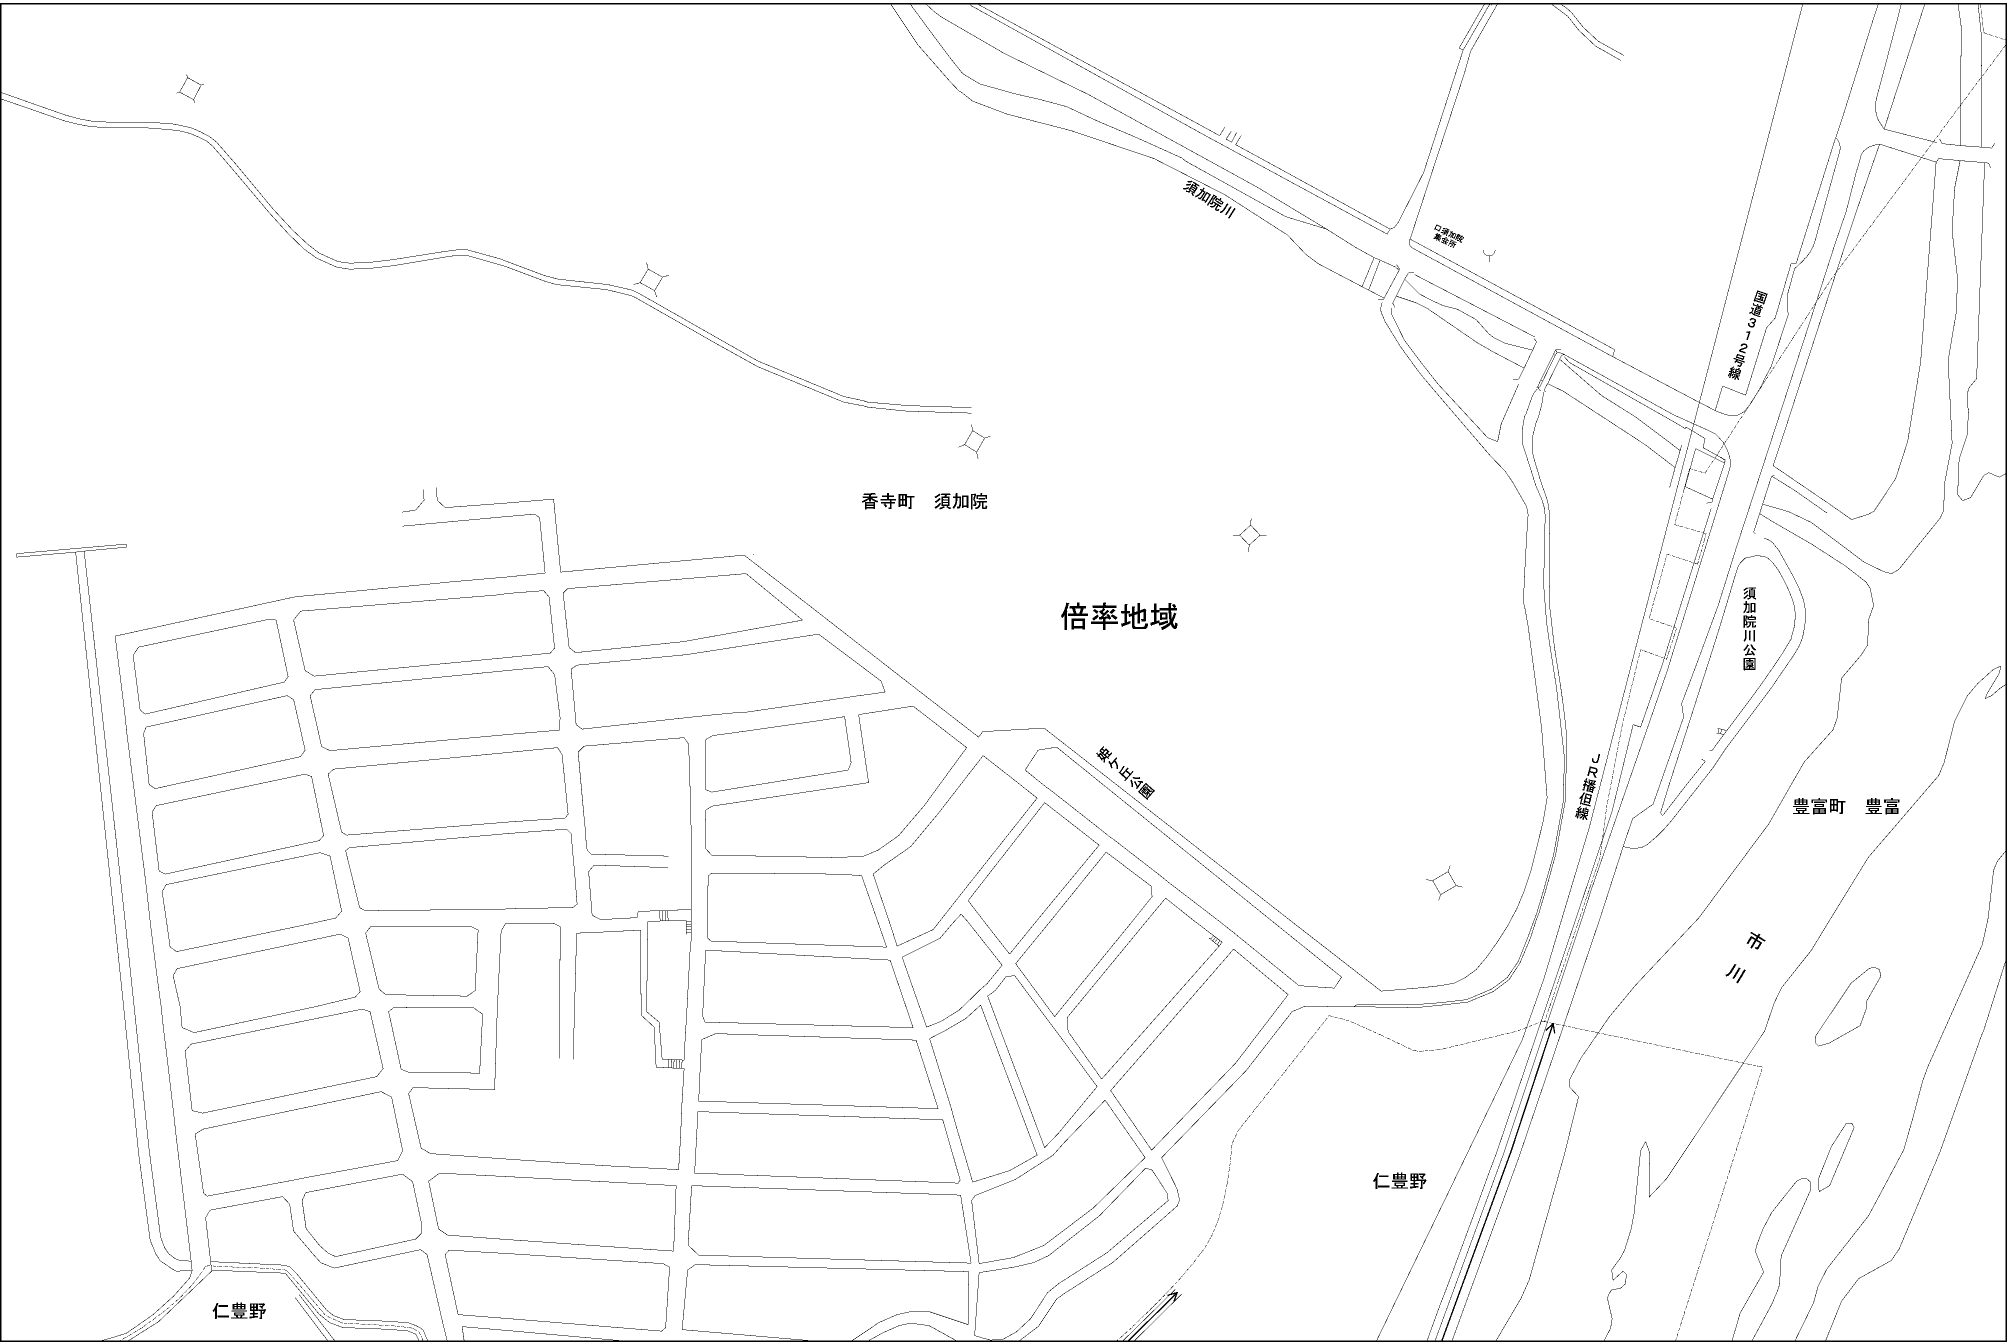 須加院川
口須加院
集会所
国道312号線
香寺町　須加院
倍率地域
須加院川公園
姫ケ丘公園
JR播但線
豊富町　豊富
市川
仁豊野
仁豊野